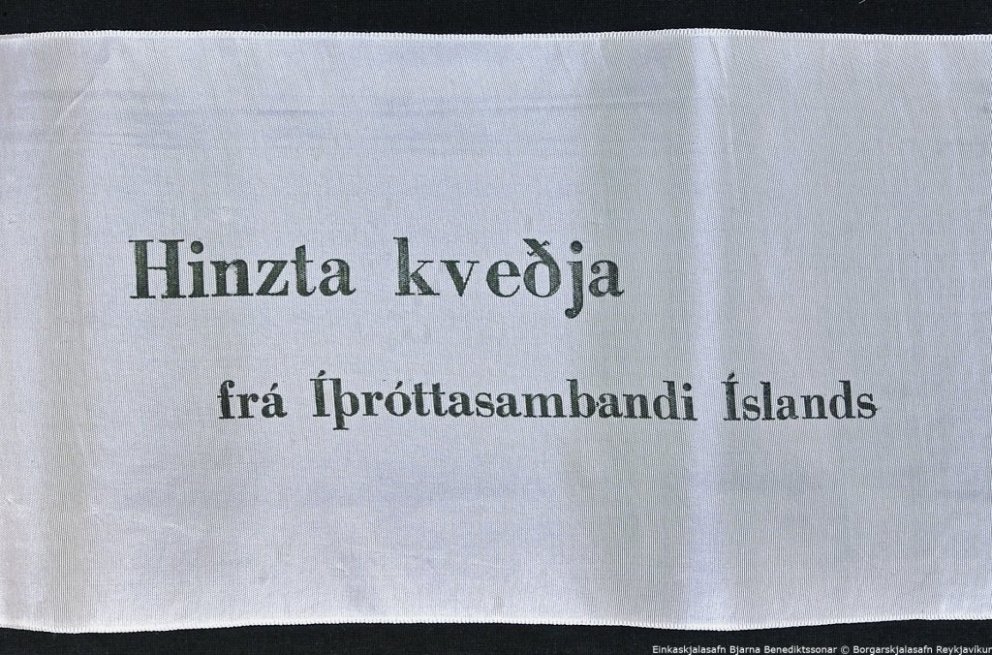 Hinzta kveðja
frá Íþróttasambandi Íslands
Einkaskjalasafn Bjarna Benediktssonar © Borgarskjalasafn Reykjavíkur